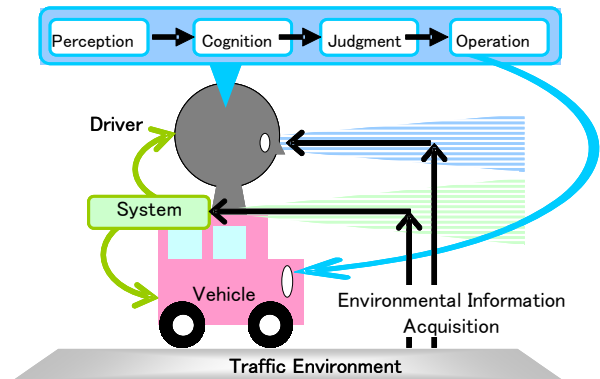 Perception
Cognition
Judgment
Operation
Driver
System
Vehicle
Environmental Information
Acquisition
Traffic Environment